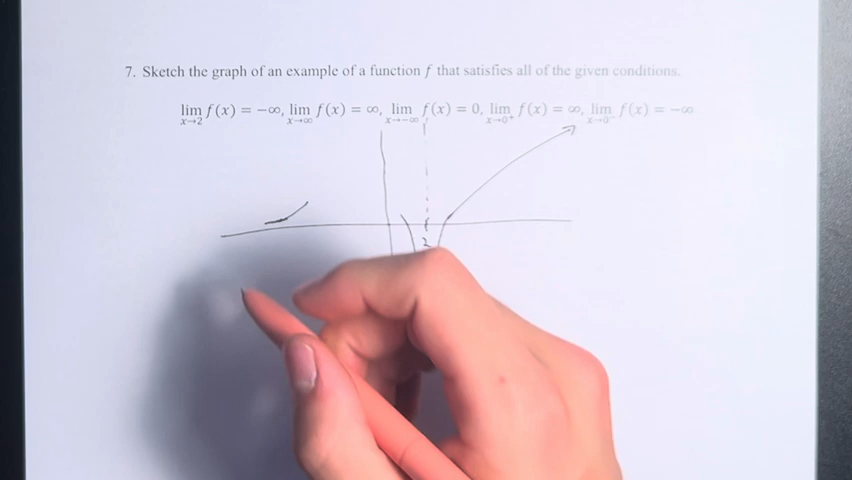 7. Sketch the graph of an example of a function f that satisfies all of the given conditions.
lim x→2 f(x) = −∞, lim x→∞ f(x) = ∞, lim x→−∞ f(x) = 0, lim x→0⁺ f(x) = ∞, lim x→0⁻ f(x) = −∞
2